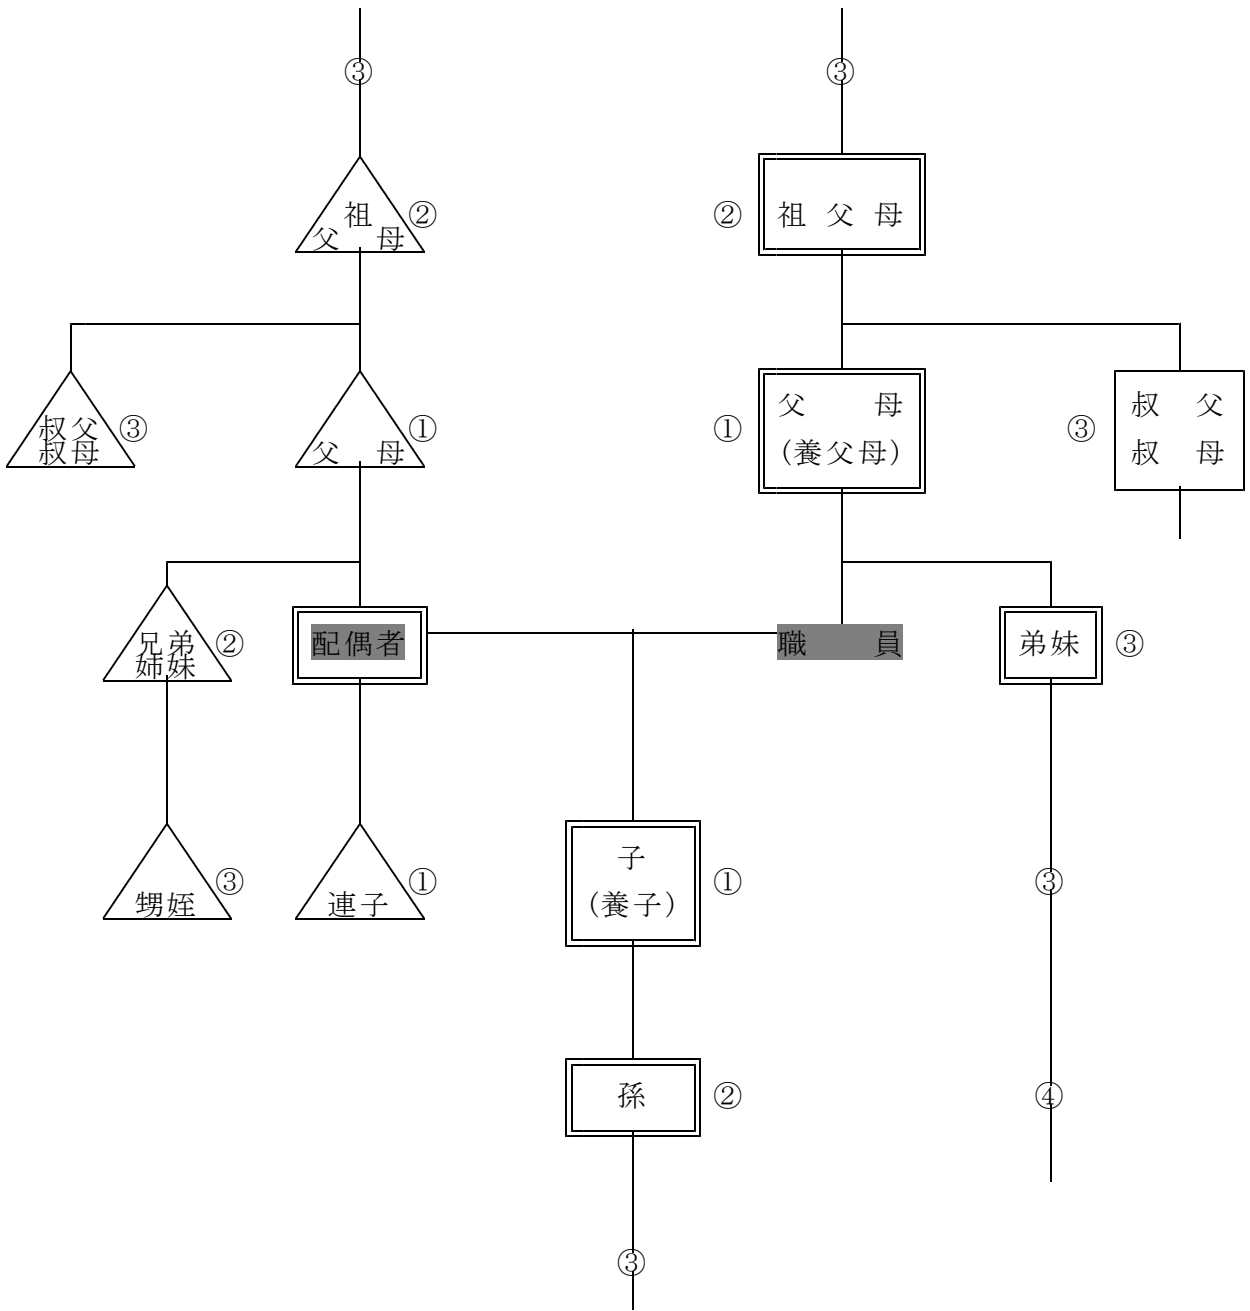 ③
③
祖
父 母
②
②
祖 父 母
叔父
叔母
③
父 母
①
①
父 母
(養父母)
③
叔 父
叔 母
兄弟
姉妹
②
配偶者
職 員
弟妹
③
甥姪
③
連子
①
子
(養子)
①
③
孫
②
④
③